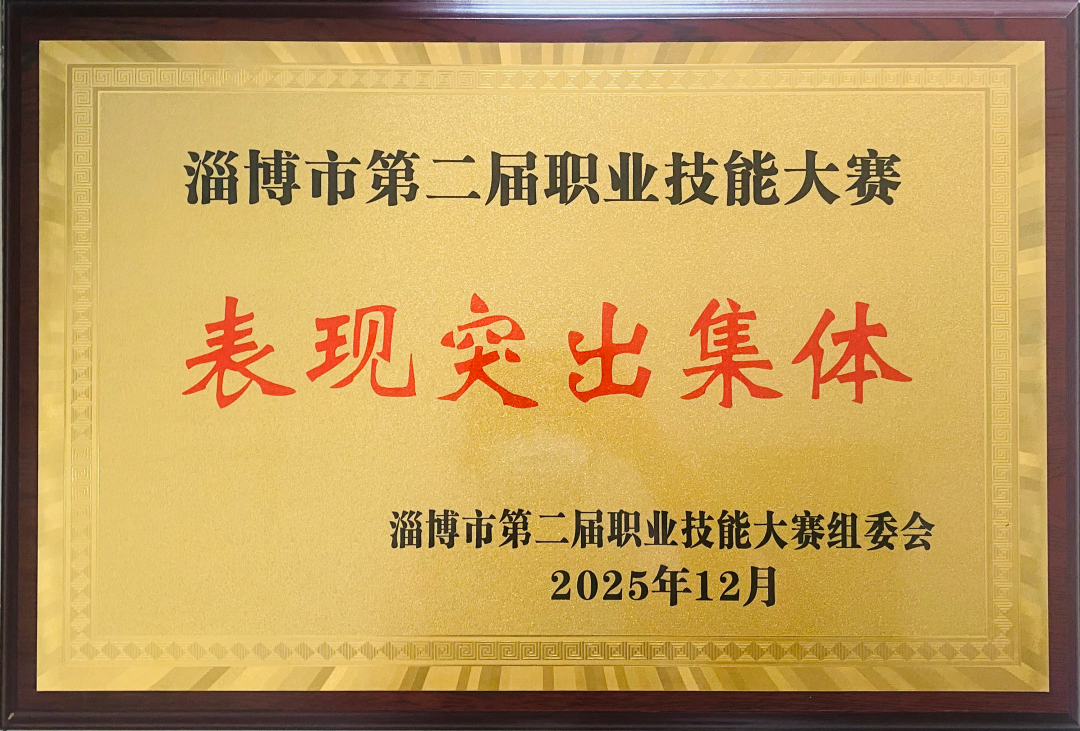 淄博市第二届职业技能大赛
表现突出集体
淄博市第二届职业技能大赛组委会
2025年12月